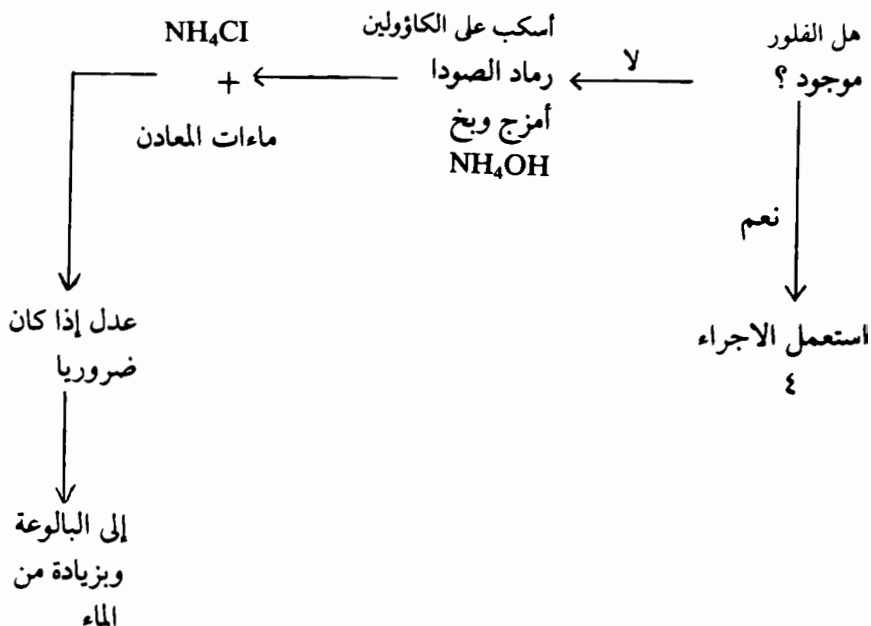 هل الفلور
موجود ؟
لا
أسكب على الكاؤولين
رماد الصودا
أمزج وبخ
NH₄OH
NH₄Cl
+
ماءات المعادن
نعم
استعمل الاجراء
٤
عدل إذا كان
ضروريا
إلى البالوعة
وبزيادة من
الماء